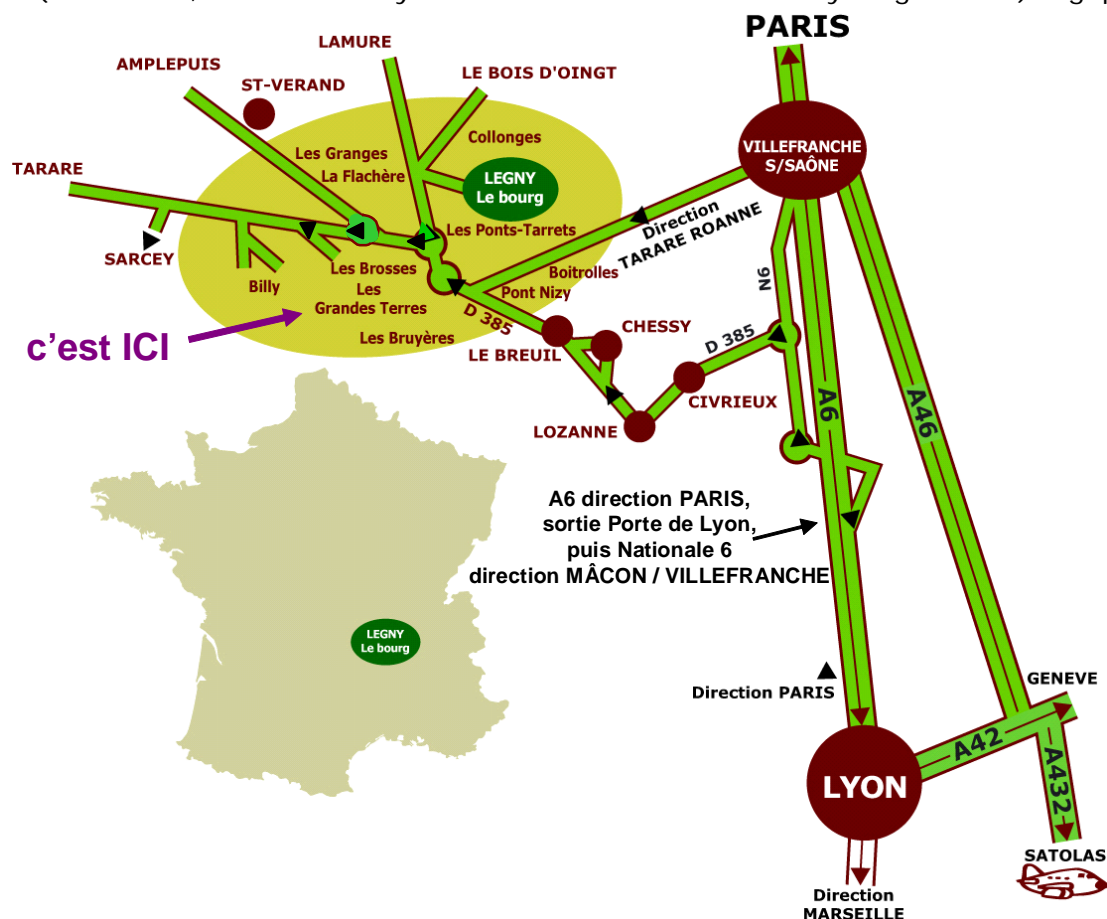 PARIS
LAMURE
AMPLEPUIS
LE BOIS D'OINGT
ST-VERAND
Collonges
VILLEFRANCHE
S/SAÔNE
Les Granges
La Flachère
TARARE
LEGNY
Le bourg
Direction
TARARE ROANNE
Les Ponts-Tarrets
SARCEY
Billy
Les Brosses
Boitrolles
Les
Grandes Terres
Pont Nizy
N6
D 385
c'est ICI
Les Bruyères
LE BREUIL
CHESSY
D 385
CIVRIEUX
LOZANNE
A6
A46
A6 direction PARIS,
sortie Porte de Lyon,
puis Nationale 6
direction MÂCON / VILLEFRANCHE
LEGNY
Le bourg
Direction PARIS
GENEVE
A42
A432
LYON
SATOLAS
Direction
MARSEILLE